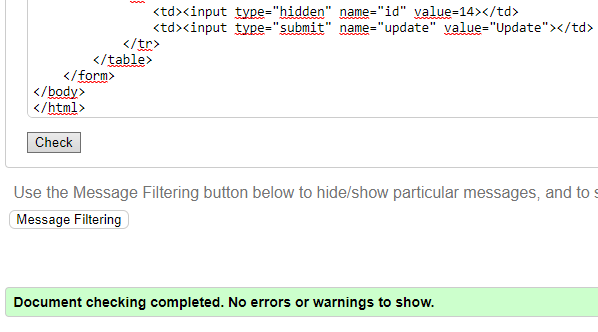 <td><input type="hidden" name="id" value=14></td>
<td><input type="submit" name="update" value="Update"></td>
</tr>
</table>
</form>
</body>
</html>
Check
Use the Message Filtering button below to hide/show particular messages, and to
Message Filtering
Document checking completed. No errors or warnings to show.